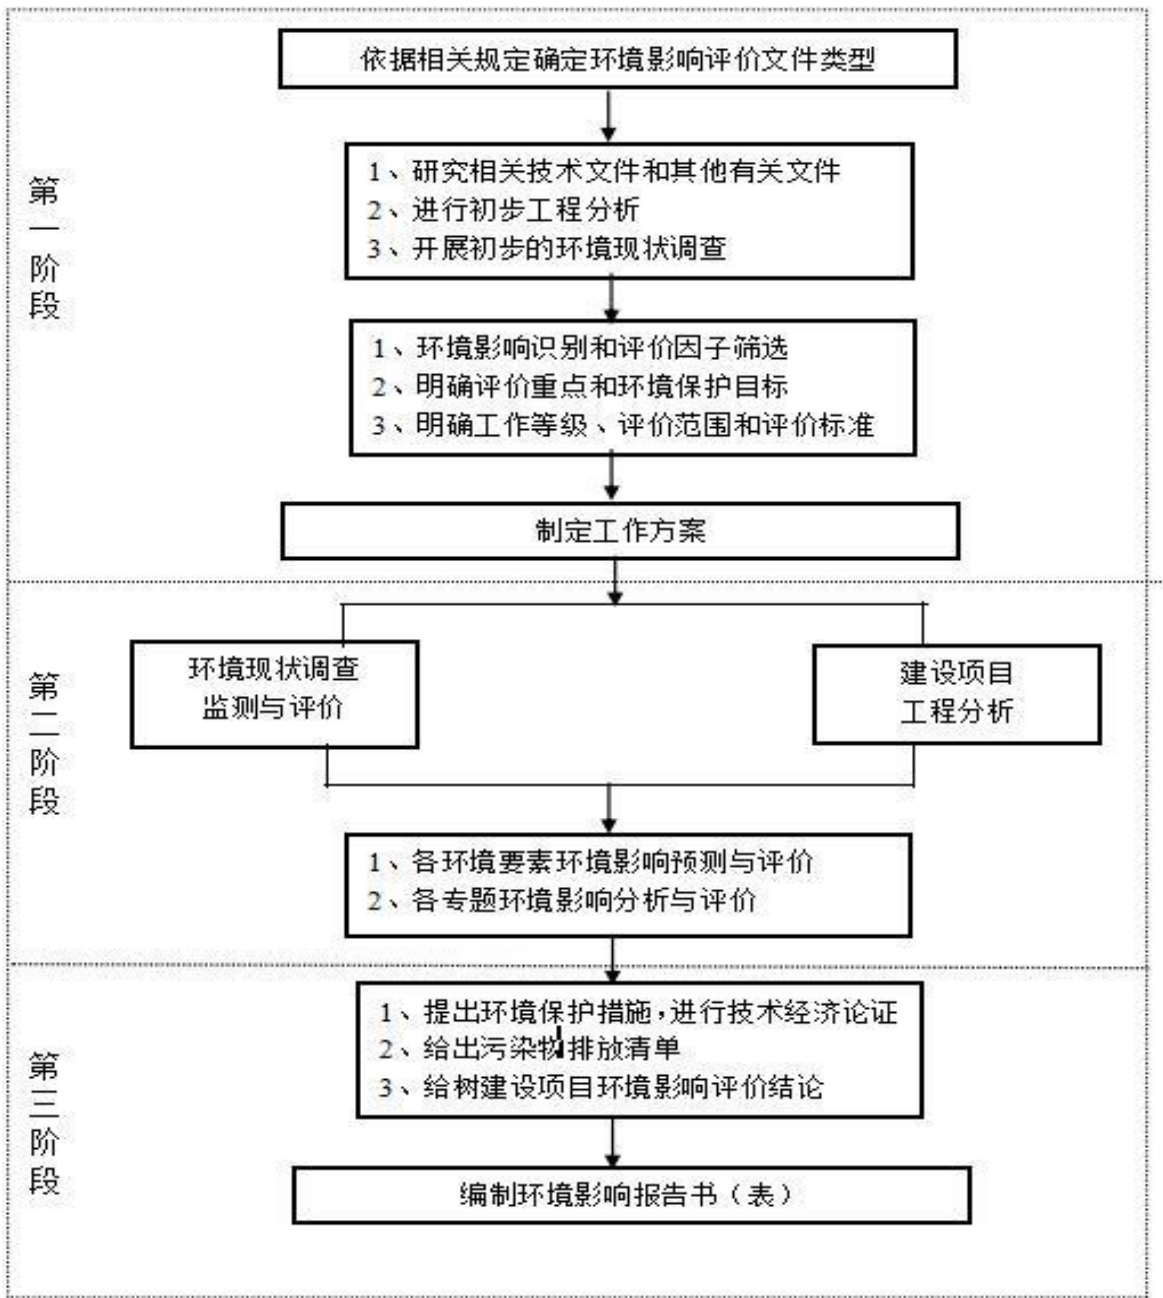 依据相关规定确定环境影响评价文件类型
第一阶段
1、研究相关技术文件和其他有关文件
2、进行初步工程分析
3、开展初步的环境现状调查
1、环境影响识别和评价因子筛选
2、明确评价重点和环境保护目标
3、明确工作等级、评价范围和评价标准
制定工作方案
第二阶段
环境现状调查
监测与评价
建设项目
工程分析
1、各环境要素环境影响预测与评价
2、各专题环境影响分析与评价
第三阶段
1、提出环境保护措施，进行技术经济论证
2、给出污染物排放清单
3、给树建设项目环境影响评价结论
编制环境影响报告书（表）